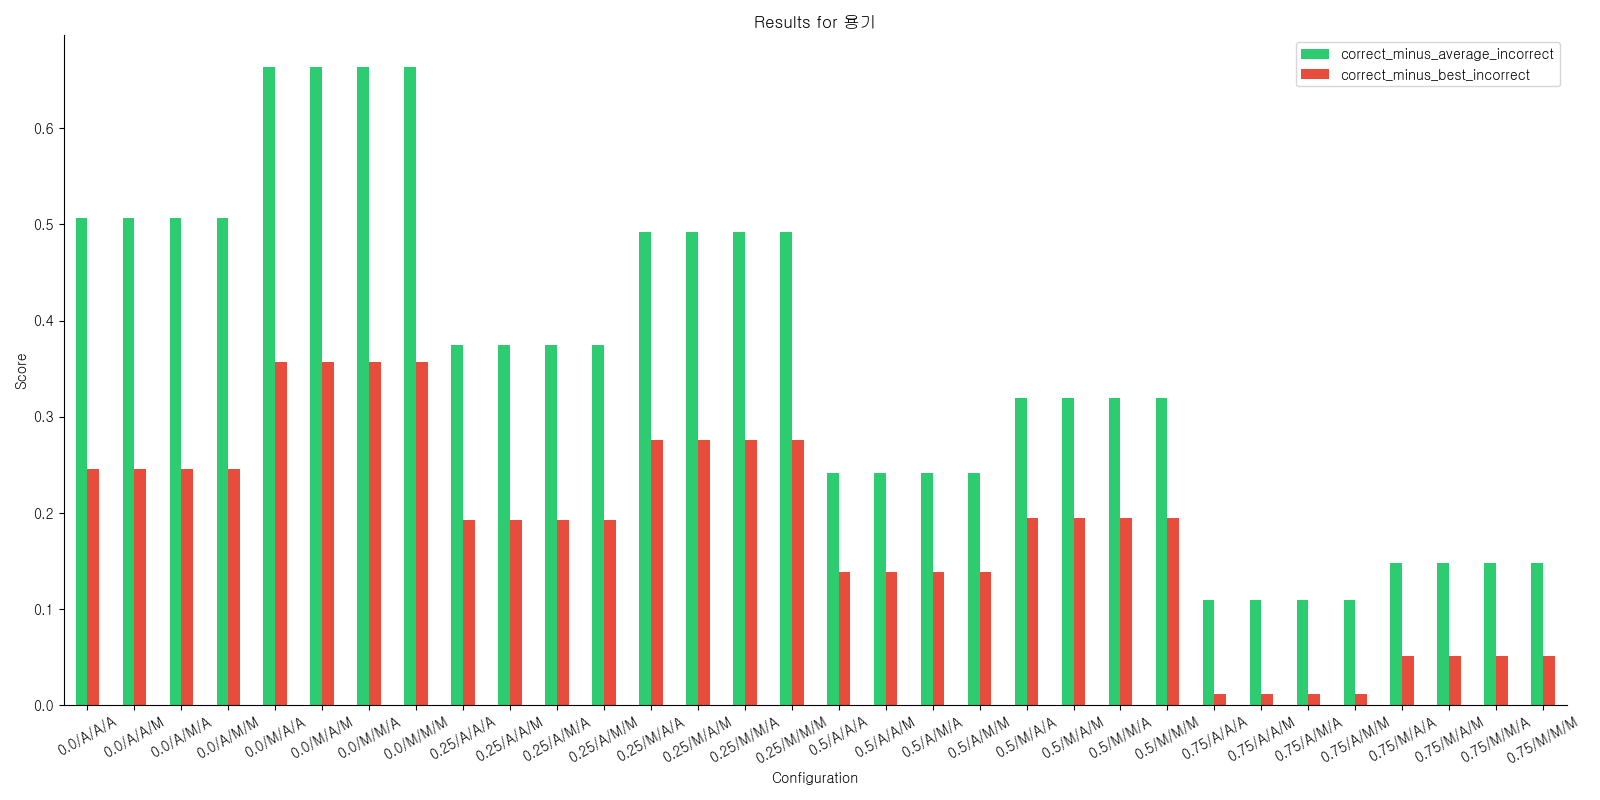 Results for 용기
correct_minus_average_incorrect
correct_minus_best_incorrect
Score
0.6
0.5
0.4
0.3
0.2
0.1
0.0
0.0/A/A/A
0.0/A/A/M
0.0/A/M/A
0.0/A/M/M
0.0/M/A/A
0.0/M/A/M
0.0/M/M/A
0.0/M/M/M
0.25/A/A/A
0.25/A/A/M
0.25/A/M/A
0.25/A/M/M
0.25/M/A/A
0.25/M/A/M
0.25/M/M/A
0.25/M/M/M
0.5/A/A/A
0.5/A/A/M
0.5/A/M/A
0.5/A/M/M
0.5/M/A/A
0.5/M/A/M
0.5/M/M/A
0.5/M/M/M
0.75/A/A/A
0.75/A/A/M
0.75/A/M/A
0.75/A/M/M
0.75/M/A/A
0.75/M/A/M
0.75/M/M/A
0.75/M/M/M
Configuration